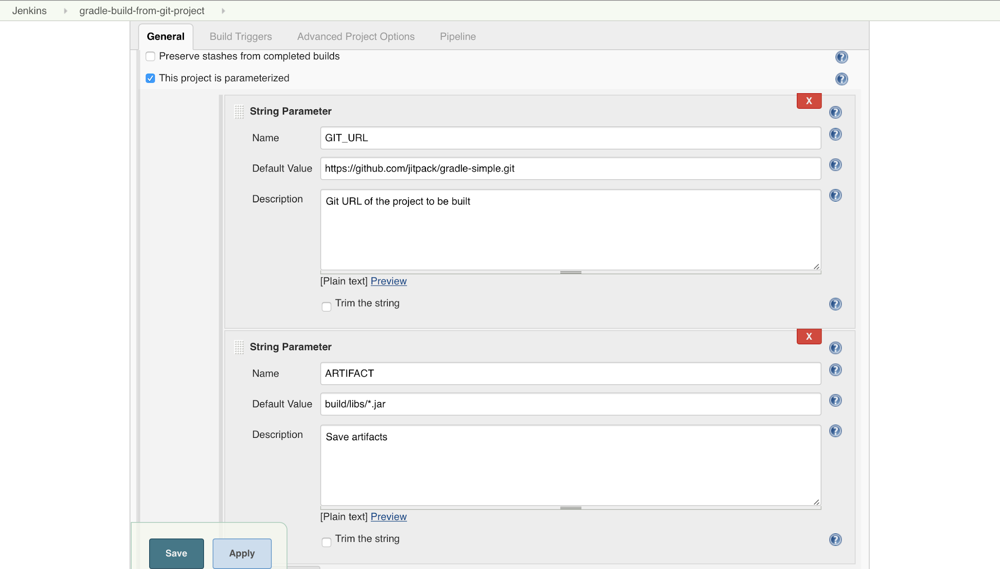 Jenkins gradle-build-from-git-project
General Build Triggers Advanced Project Options Pipeline
Preserve stashes from completed builds
This project is parameterized
X
String Parameter
Name GIT_URL
Default Value https://github.com/jitpack/gradle-simple.git
Description Git URL of the project to be built
[Plain text] Preview
Trim the string
X
String Parameter
Name ARTIFACT
Default Value build/libs/*.jar
Description Save artifacts
[Plain text] Preview
Trim the string
Save Apply